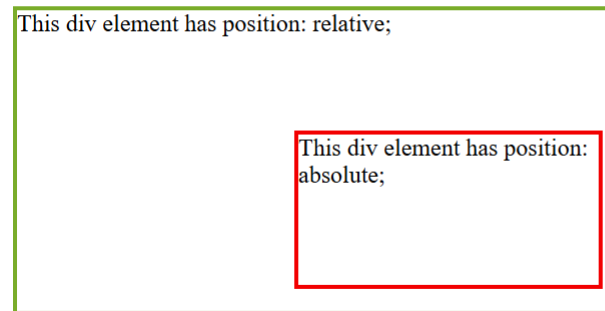 This div element has position: relative;
This div element has position:
absolute;